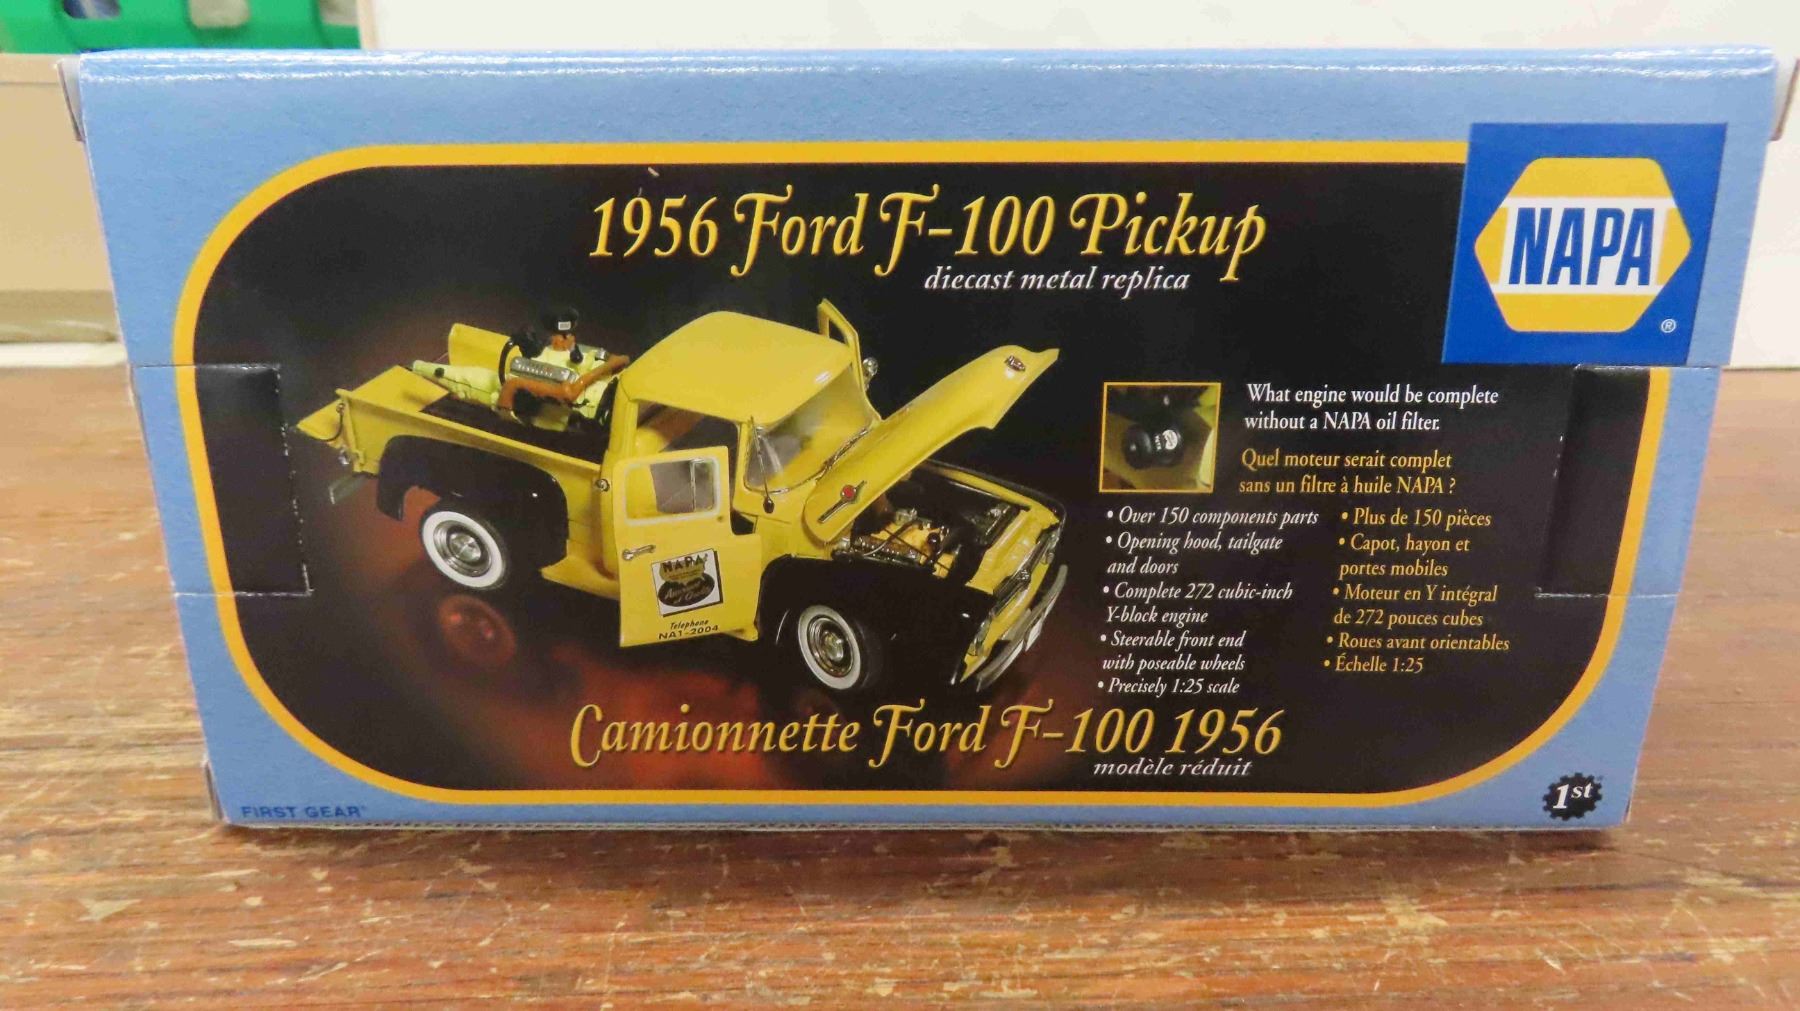 1956 Ford F-100 Pickup
diecast metal replica
NAPA
®
What engine would be complete
without a NAPA oil filter.
Quel moteur serait complet
sans un filtre à huile NAPA ?
• Over 150 components parts
• Opening hood, tailgate
and doors
• Complete 272 cubic-inch
Y-block engine
• Steerable front end
with poseable wheels
• Precisely 1:25 scale
• Plus de 150 pièces
• Capot, hayon et
portes mobiles
• Moteur en Y intégral
de 272 pouces cubes
• Roues avant orientables
• Échelle 1:25
NAPA
Telephone
NA1-2004
Camionnette Ford F-100 1956
modèle réduit
FIRST GEAR
1st